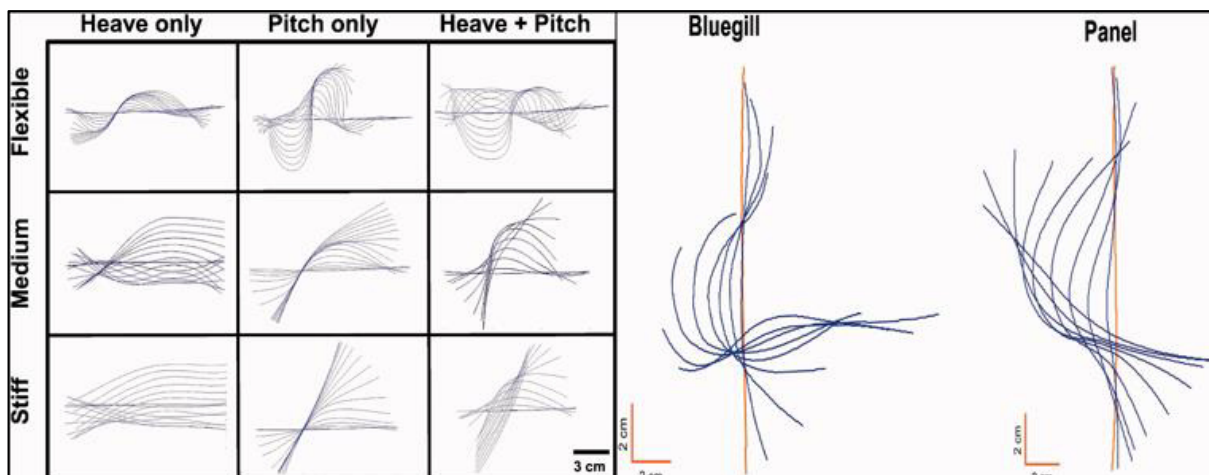 Heave only
Pitch only
Heave + Pitch
Flexible
Medium
Stiff
3 cm
Bluegill
Panel
2 cm
2 cm